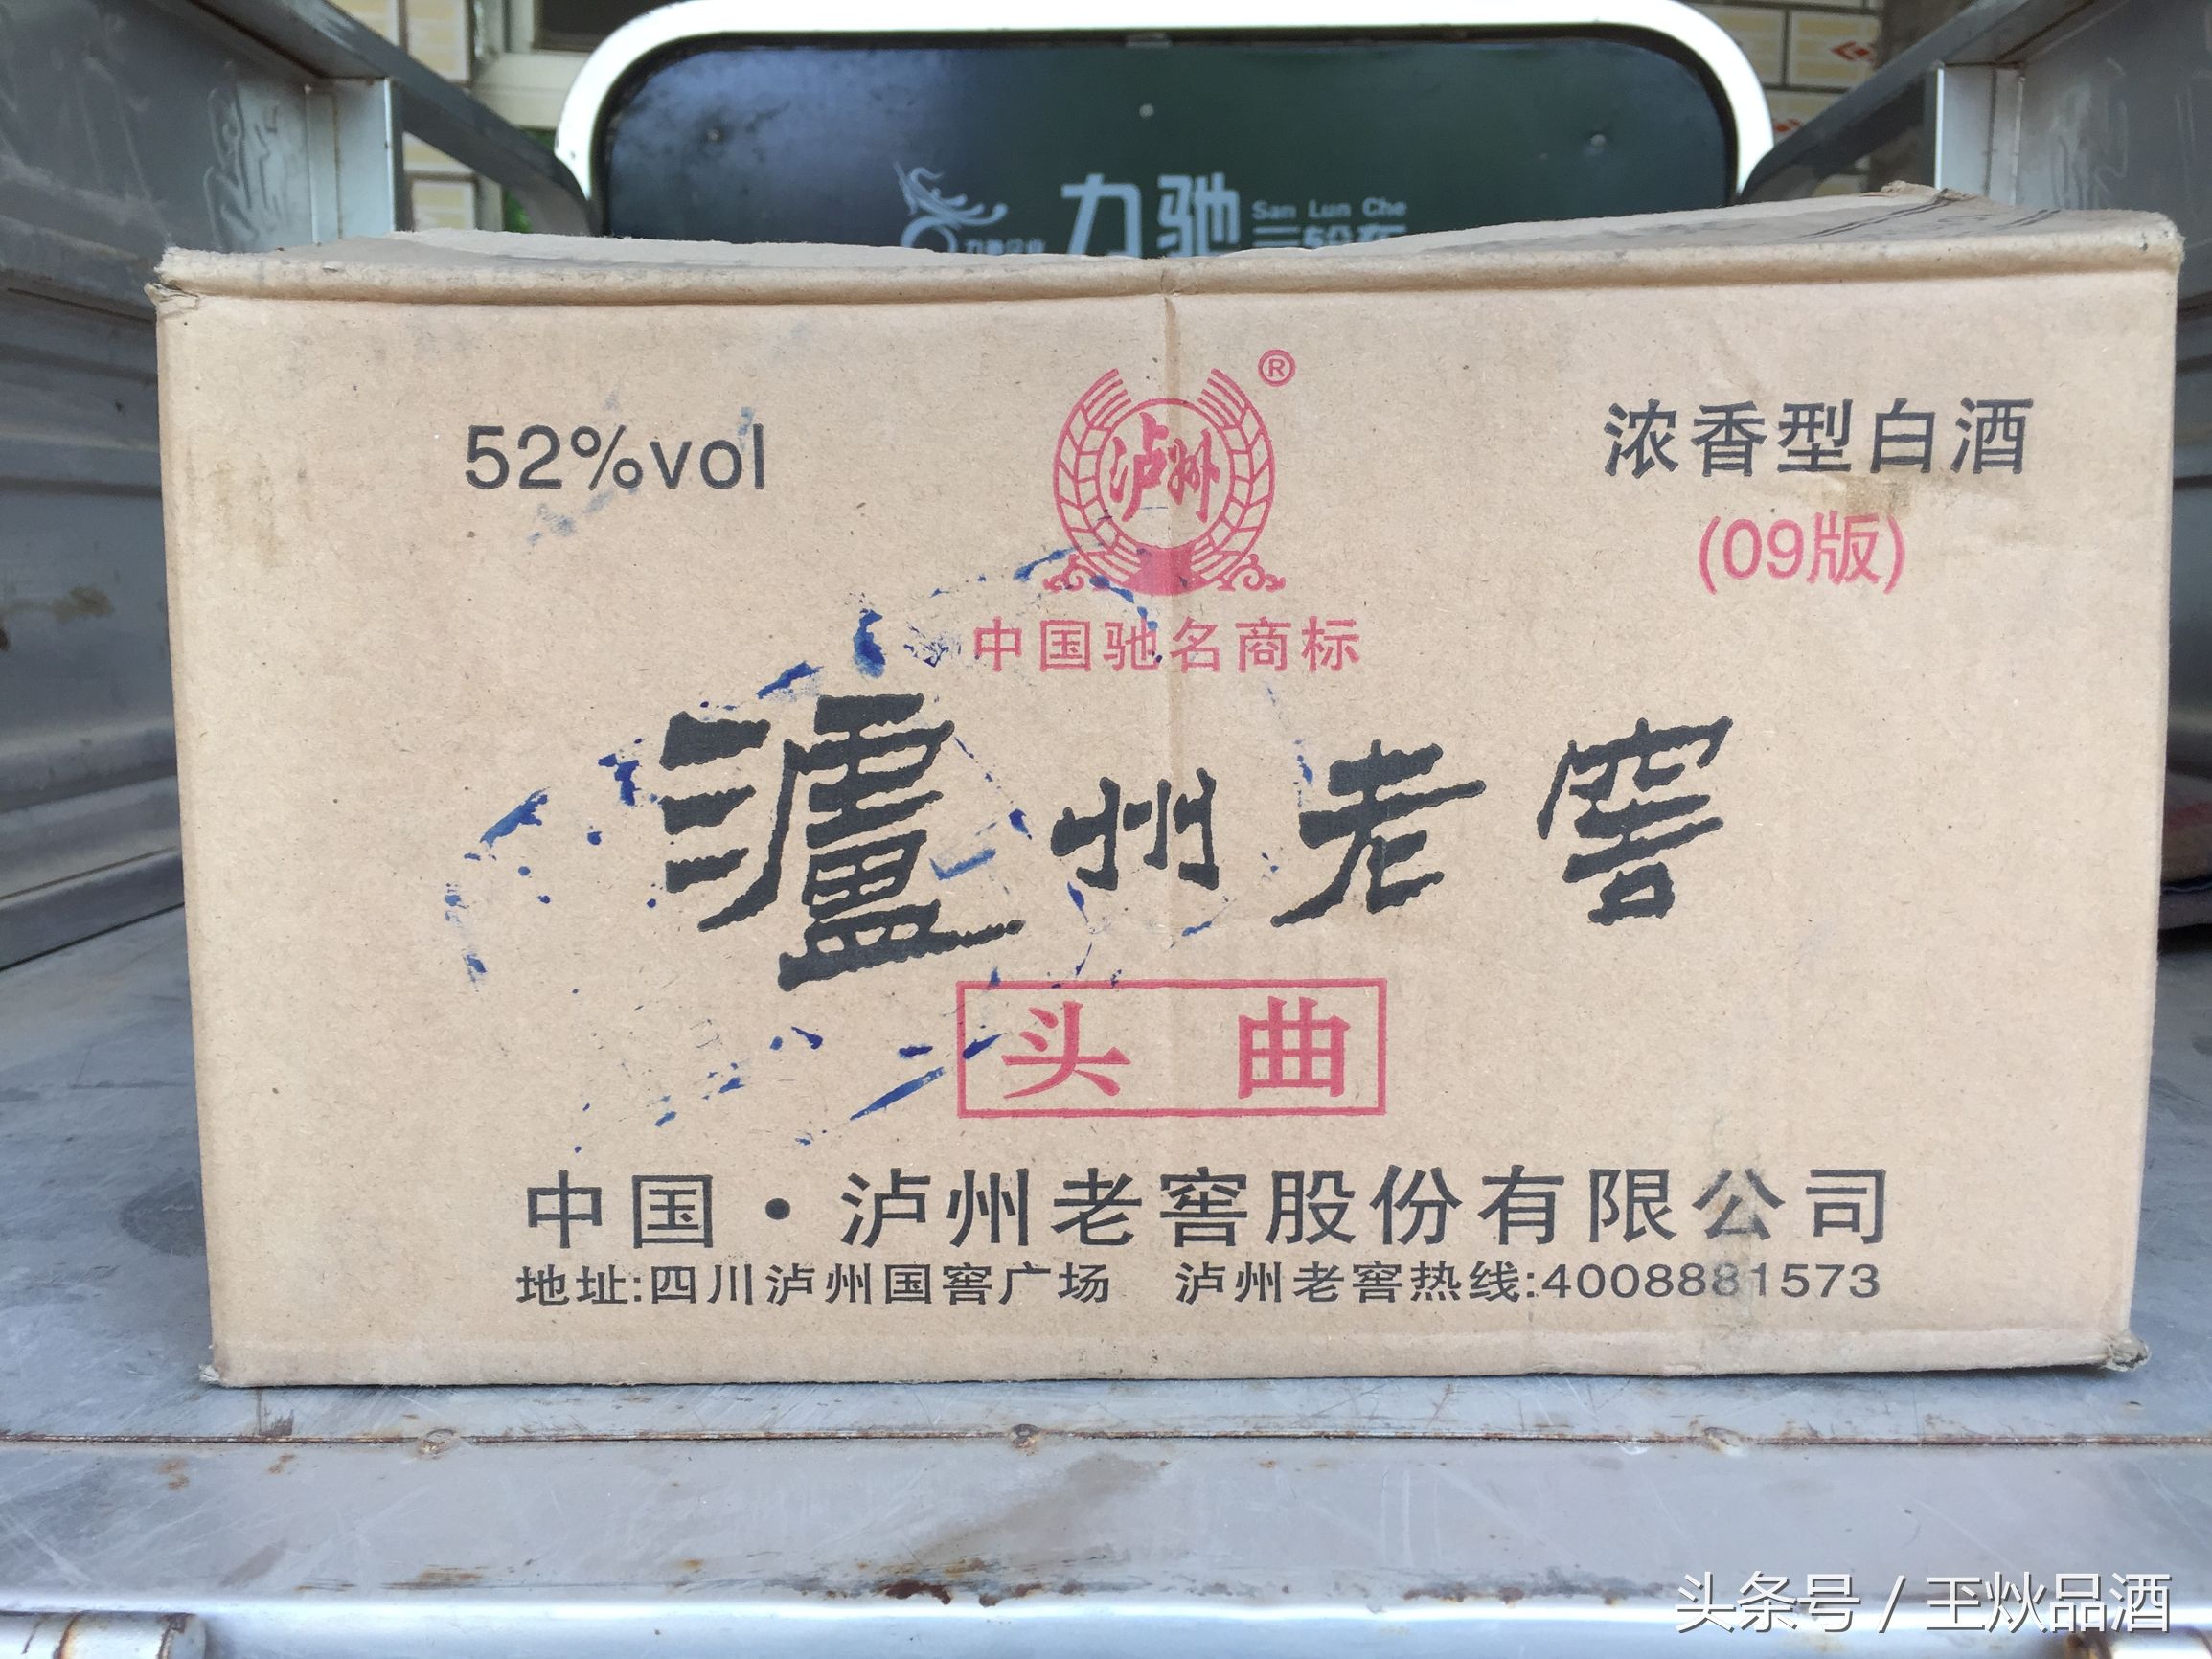 力驰
San Lun Che
三轮车
52%vol
泸州
®
浓香型白酒
(09版)
中国驰名商标
瀘州老窖
头曲
中国·泸州老窖股份有限公司
地址:四川泸州国窖广场 泸州老窖热线:4008881573
头条号 / 王炏品酒